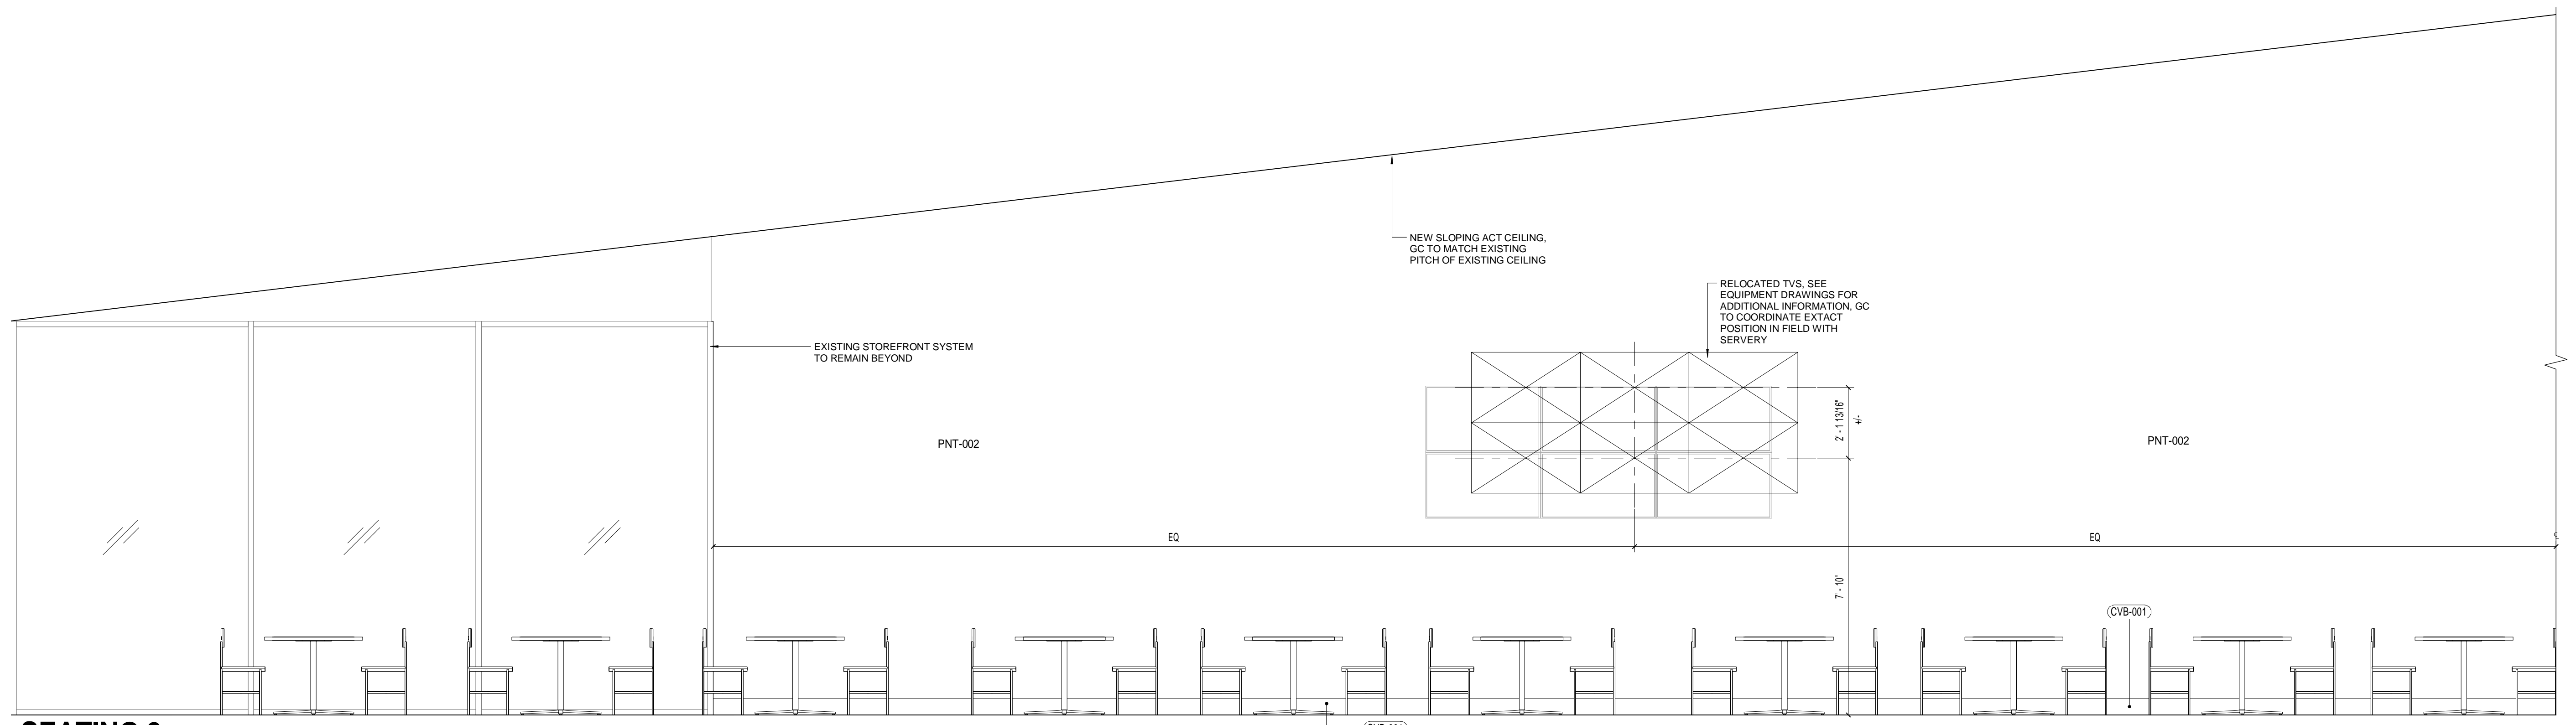 NEW SLOPING ACT CEILING,
GC TO MATCH EXISTING
PITCH OF EXISTING CEILING
RELOCATED TVS, SEE
EQUIPMENT DRAWINGS FOR
ADDITIONAL INFORMATION, GC
TO COORDINATE EXTACT
POSITION IN FIELD WITH
SERVERY
EXISTING STOREFRONT SYSTEM
TO REMAIN BEYOND
2' - 1 13/16"
+/-
PNT-002
PNT-002
EQ
EQ
7' - 10"
CVB-001